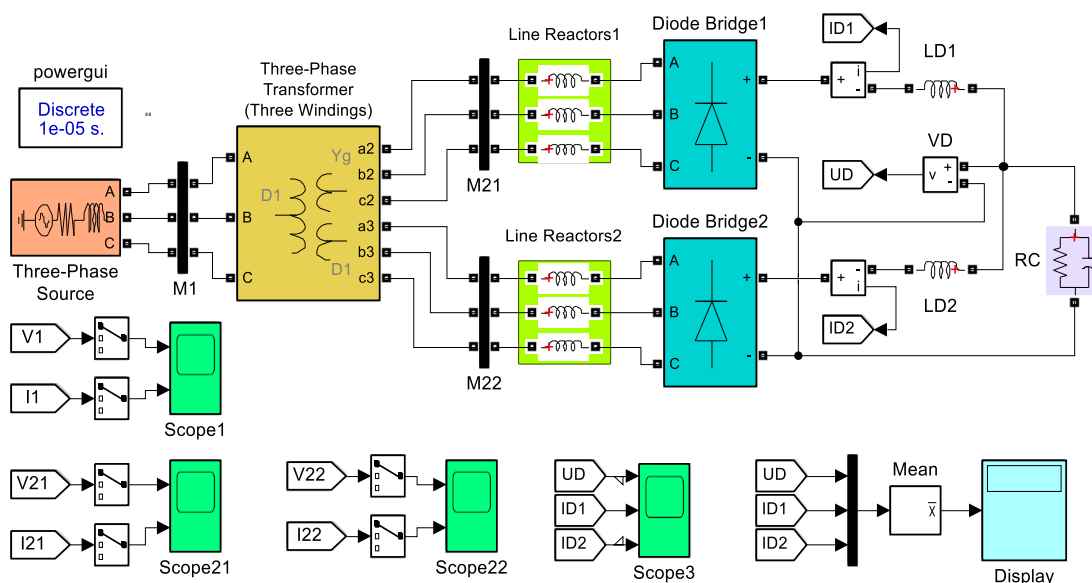 powergui
Discrete
1e-05 s.
Three-Phase
Transformer
(Three Windings)
Line Reactors1
Diode Bridge1
ID1
LD1
A
B
C
Yg
D1
D1
a2
b2
c2
a3
b3
c3
M21
A
B
C
+
-
+
i
-
VD
UD
v
+
-
A
B
C
Three-Phase
Source
M1
Line Reactors2
Diode Bridge2
A
B
C
+
-
+
i
-
ID2
LD2
RC
M22
V1
I1
Scope1
V21
I21
Scope21
V22
I22
Scope22
UD
ID1
ID2
Scope3
UD
ID1
ID2
Mean
x
Display